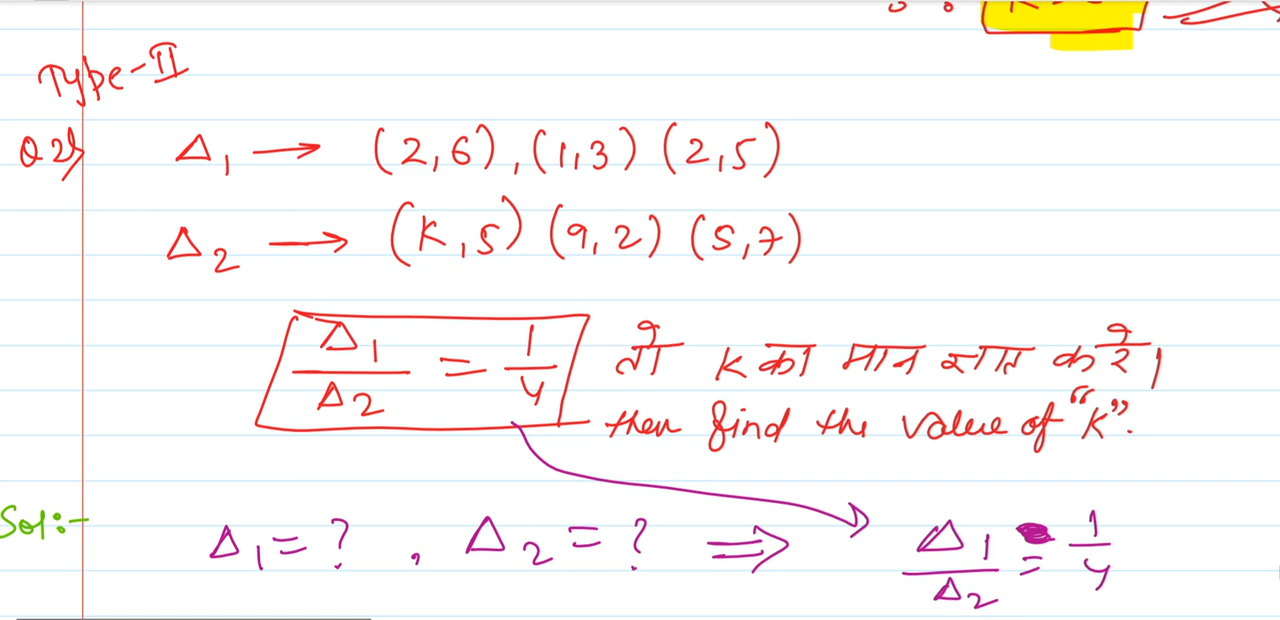 Type-II
Q2) Δ1 → (2,6), (1,3) (2,5)
Δ2 → (K,5) (9,2) (5,7)
Δ1/Δ2 = 1/4 तो K का मान ज्ञात करें।
then find the value of "K".
Sol:- Δ1 = ? , Δ2 = ? ⇒ Δ1/Δ2 = 1/4